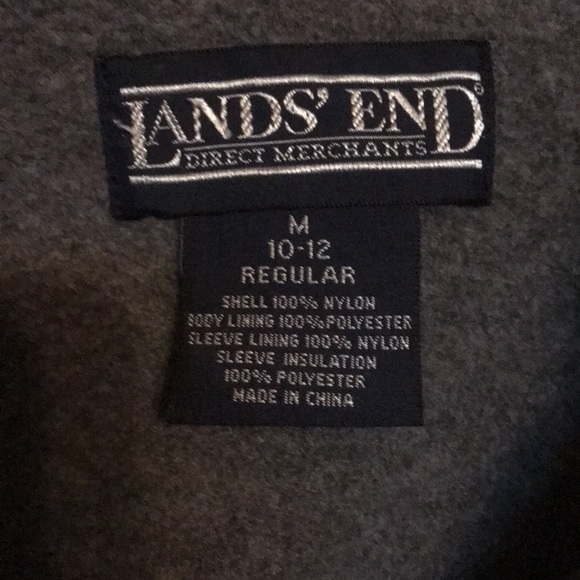 LANDS' END®
DIRECT MERCHANTS
M
10-12
REGULAR
SHELL 100% NYLON
BODY LINING 100% POLYESTER
SLEEVE LINING 100% NYLON
SLEEVE INSULATION
100% POLYESTER
MADE IN CHINA